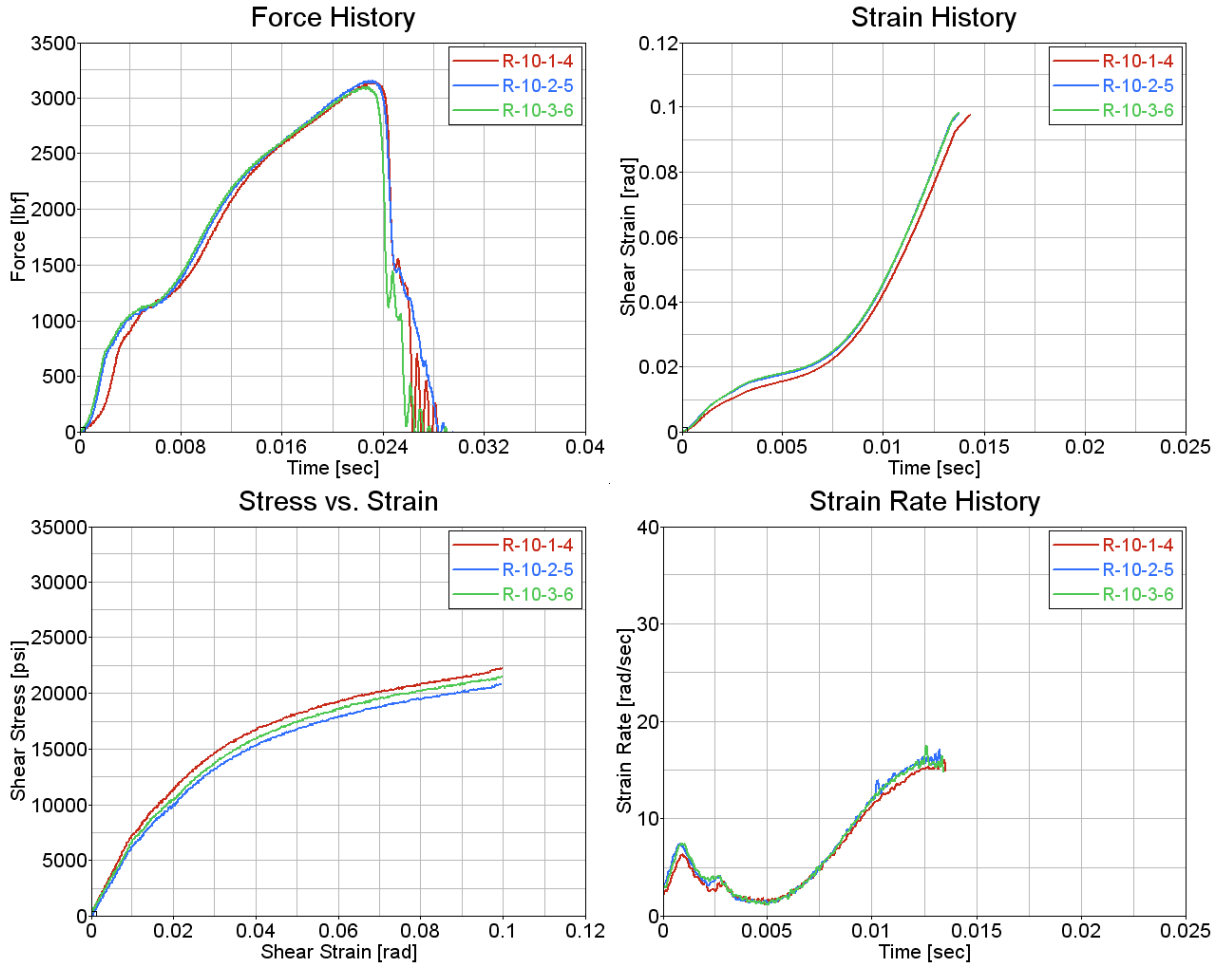 Force History
3500
3000
2500
2000
1500
1000
500
0
Force [lbf]
R-10-1-4
R-10-2-5
R-10-3-6
0 0.008 0.016 0.024 0.032 0.04
Time [sec]
Strain History
0.12
0.1
0.08
0.06
0.04
0.02
0
Shear Strain [rad]
R-10-1-4
R-10-2-5
R-10-3-6
0 0.005 0.01 0.015 0.02 0.025
Time [sec]
Stress vs. Strain
35000
30000
25000
20000
15000
10000
5000
0
Shear Stress [psi]
R-10-1-4
R-10-2-5
R-10-3-6
0 0.02 0.04 0.06 0.08 0.1 0.12
Shear Strain [rad]
Strain Rate History
40
30
20
10
0
Strain Rate [rad/sec]
R-10-1-4
R-10-2-5
R-10-3-6
0 0.005 0.01 0.015 0.02 0.025
Time [sec]